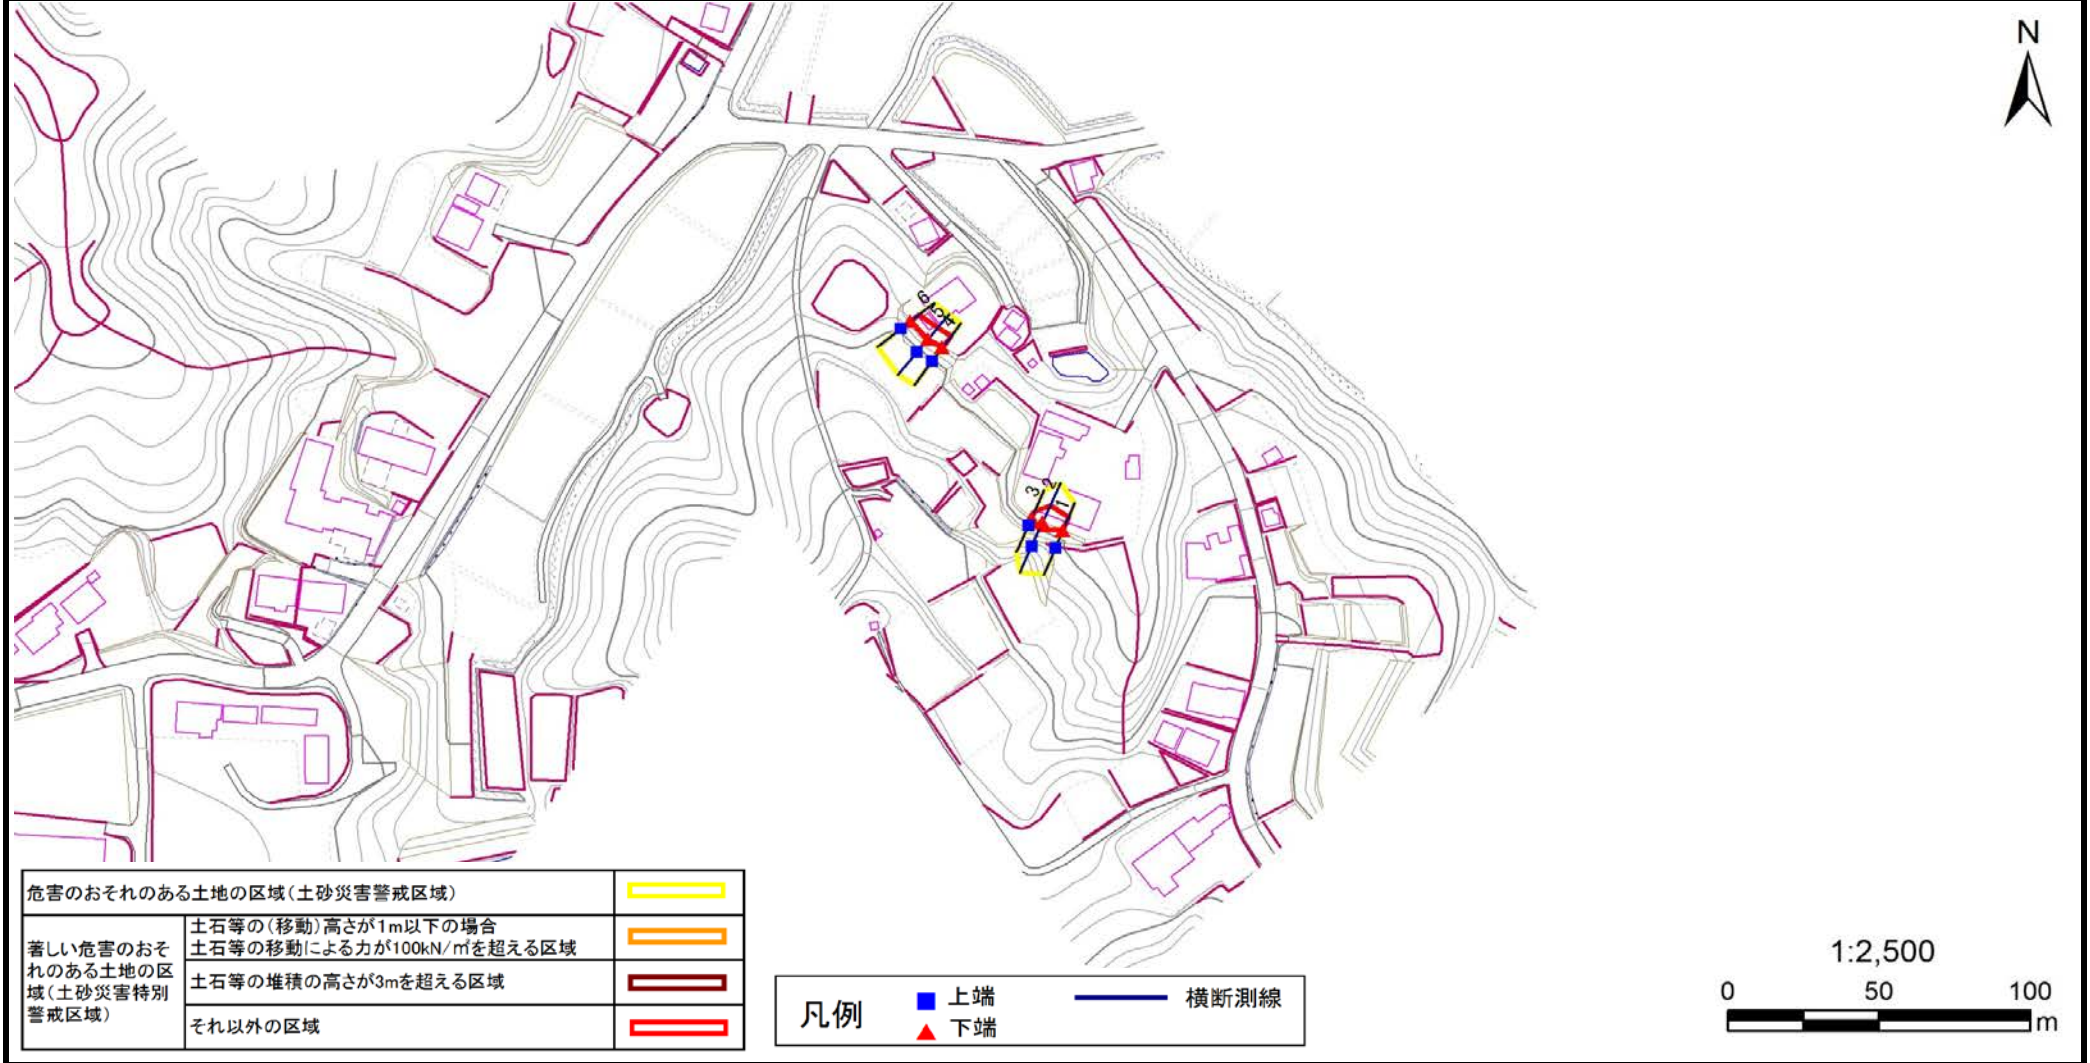 N
6
5
4
3
2
1
危害のおそれのある土地の区域(土砂災害警戒区域)
著しい危害のおそ
れのある土地の区
域(土砂災害特別
警戒区域)
土石等の(移動)高さが1m以下の場合
土石等の移動による力が100kN/㎡を超える区域
土石等の堆積の高さが3mを超える区域
それ以外の区域
凡例
上端
下端
横断測線
1:2,500
0 50 100
m